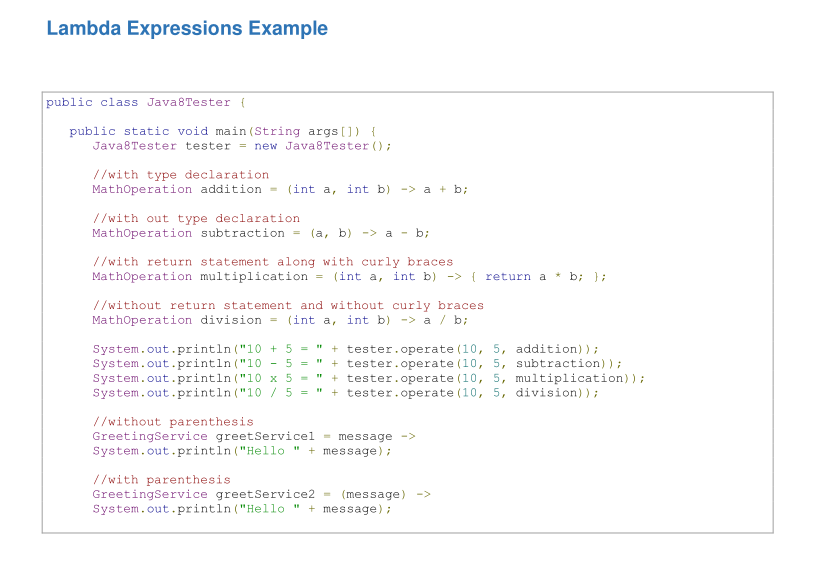 Lambda Expressions Example
public class Java8Tester {
public static void main(String args[]) {
Java8Tester tester = new Java8Tester();
//with type declaration
MathOperation addition = (int a, int b) -> a + b;
//with out type declaration
MathOperation subtraction = (a, b) -> a - b;
//with return statement along with curly braces
MathOperation multiplication = (int a, int b) -> { return a * b; };
//without return statement and without curly braces
MathOperation division = (int a, int b) -> a / b;
System.out.println("10 + 5 = " + tester.operate(10, 5, addition));
System.out.println("10 - 5 = " + tester.operate(10, 5, subtraction));
System.out.println("10 x 5 = " + tester.operate(10, 5, multiplication));
System.out.println("10 / 5 = " + tester.operate(10, 5, division));
//without parenthesis
GreetingService greetService1 = message ->
System.out.println("Hello " + message);
//with parenthesis
GreetingService greetService2 = (message) ->
System.out.println("Hello " + message);